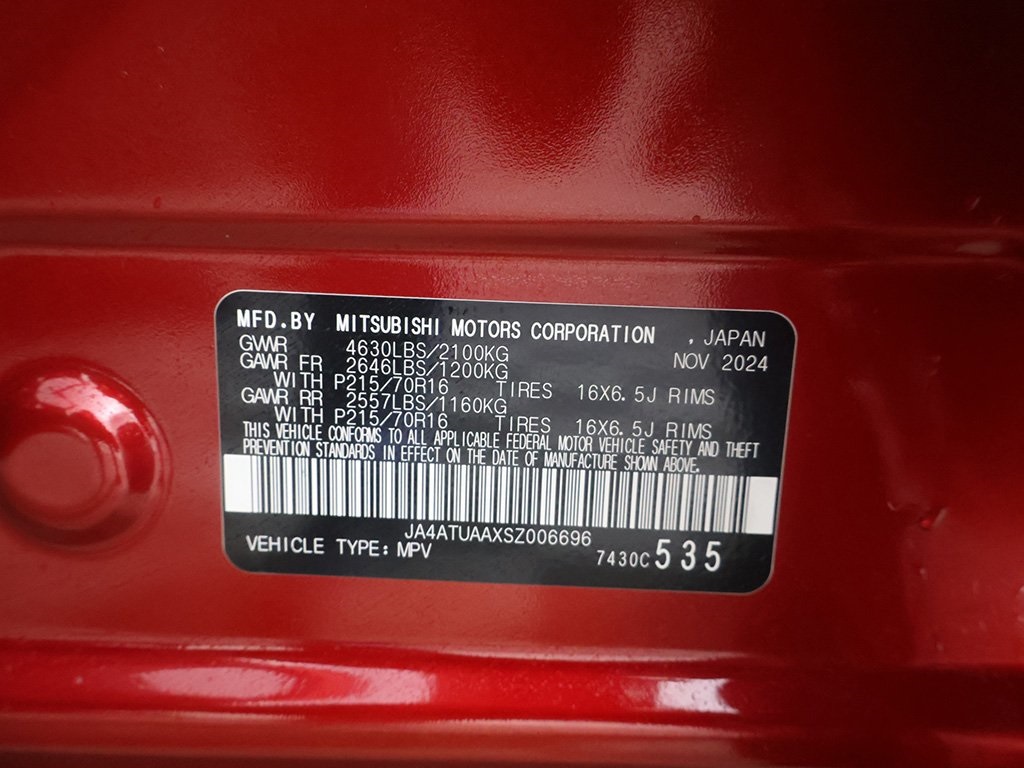 MFD.BY MITSUBISHI MOTORS CORPORATION , JAPAN
GVWR 4630LBS/2100KG NOV 2024
GAWR FR 2646LBS/1200KG
WITH P215/70R16 TIRES 16X6.5J RIMS
GAWR RR 2557LBS/1160KG
WITH P215/70R16 TIRES 16X6.5J RIMS
THIS VEHICLE CONFORMS TO ALL APPLICABLE FEDERAL MOTOR VEHICLE SAFETY AND THEFT
PREVENTION STANDARDS IN EFFECT ON THE DATE OF MANUFACTURE SHOWN ABOVE.
JA4ATUAAXSZ006696
VEHICLE TYPE: MPV 7430C 535